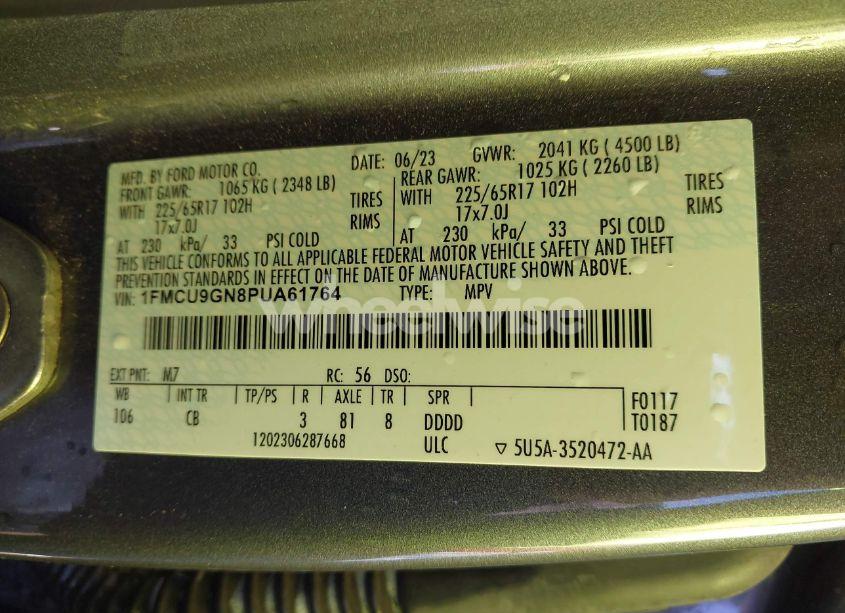 MFD. BY FORD MOTOR CO.
DATE: 06/23 GVWR: 2041 KG ( 4500 LB)
FRONT GAWR: 1065 KG ( 2348 LB) REAR GAWR: 1025 KG ( 2260 LB)
WITH 225/65R17 102H TIRES WITH 225/65R17 102H TIRES
17x7.0J RIMS 17x7.0J RIMS
AT 230 kPa/ 33 PSI COLD AT 230 kPa/ 33 PSI COLD
THIS VEHICLE CONFORMS TO ALL APPLICABLE FEDERAL MOTOR VEHICLE SAFETY AND THEFT
PREVENTION STANDARDS IN EFFECT ON THE DATE OF MANUFACTURE SHOWN ABOVE.
VIN: 1FMCU9GN8PUA61764 TYPE: MPV
wheelwise
EXT PNT: M7 RC: 56 DSO:
WB INT TR TP/PS R AXLE TR SPR F0117
106 CB 3 81 8 DDDD T0187
1202306287668 ULC ▽ 5U5A-3520472-AA